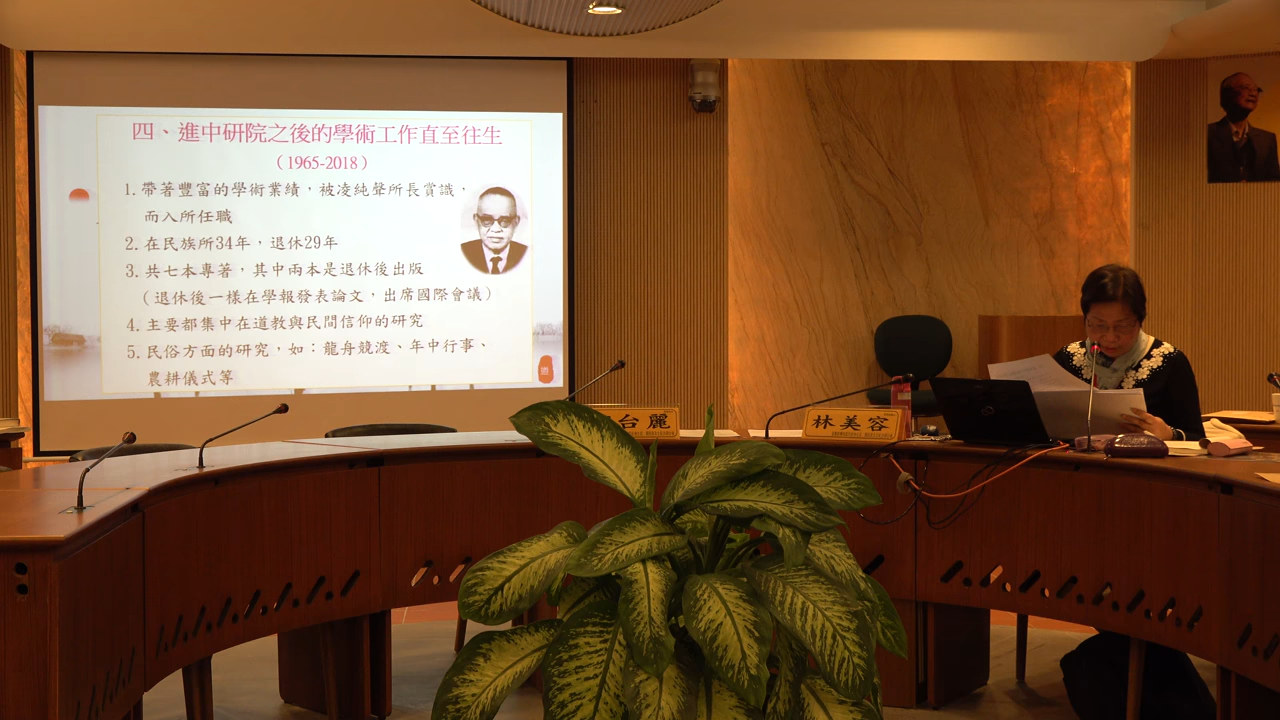 四、進中研院之後的學術工作直至往生
（1965-2018）
1. 帶著豐富的學術業績，被凌純聲所長賞識，
而入所任職
2. 在民族所34年，退休29年
3. 共七本專著，其中兩本是退休後出版
（退休後一樣在學報發表論文，出席國際會議）
4. 主要都集中在道教與民間信仰的研究
5. 民俗方面的研究，如：龍舟競渡、年中行事、
農耕儀式等
台麗
林美容